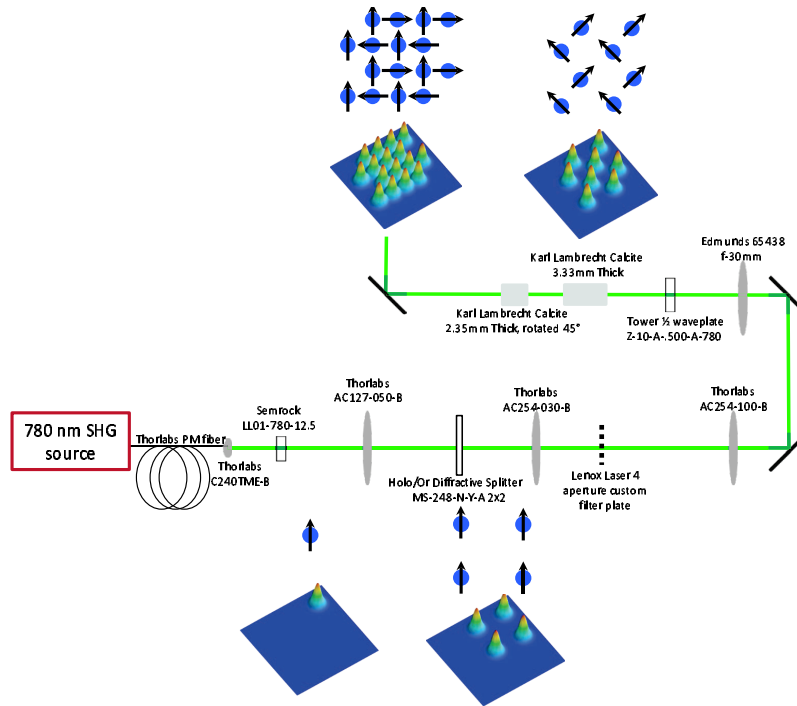 Edmunds 65438
f-30mm
Karl Lambrecht Calcite
3.33mm Thick
Karl Lambrecht Calcite
2.35mm Thick, rotated 45°
Tower ½ waveplate
Z-10-A-.500-A-780
Thorlabs
AC127-050-B
Thorlabs
AC254-030-B
Thorlabs
AC254-100-B
Semrock
LL01-780-12.5
780 nm SHG
source
Thorlabs PM fiber
Thorlabs
C240TME-B
Holo/Or Diffractive Splitter
MS-248-N-Y-A 2x2
Lenox Laser 4
aperture custom
filter plate